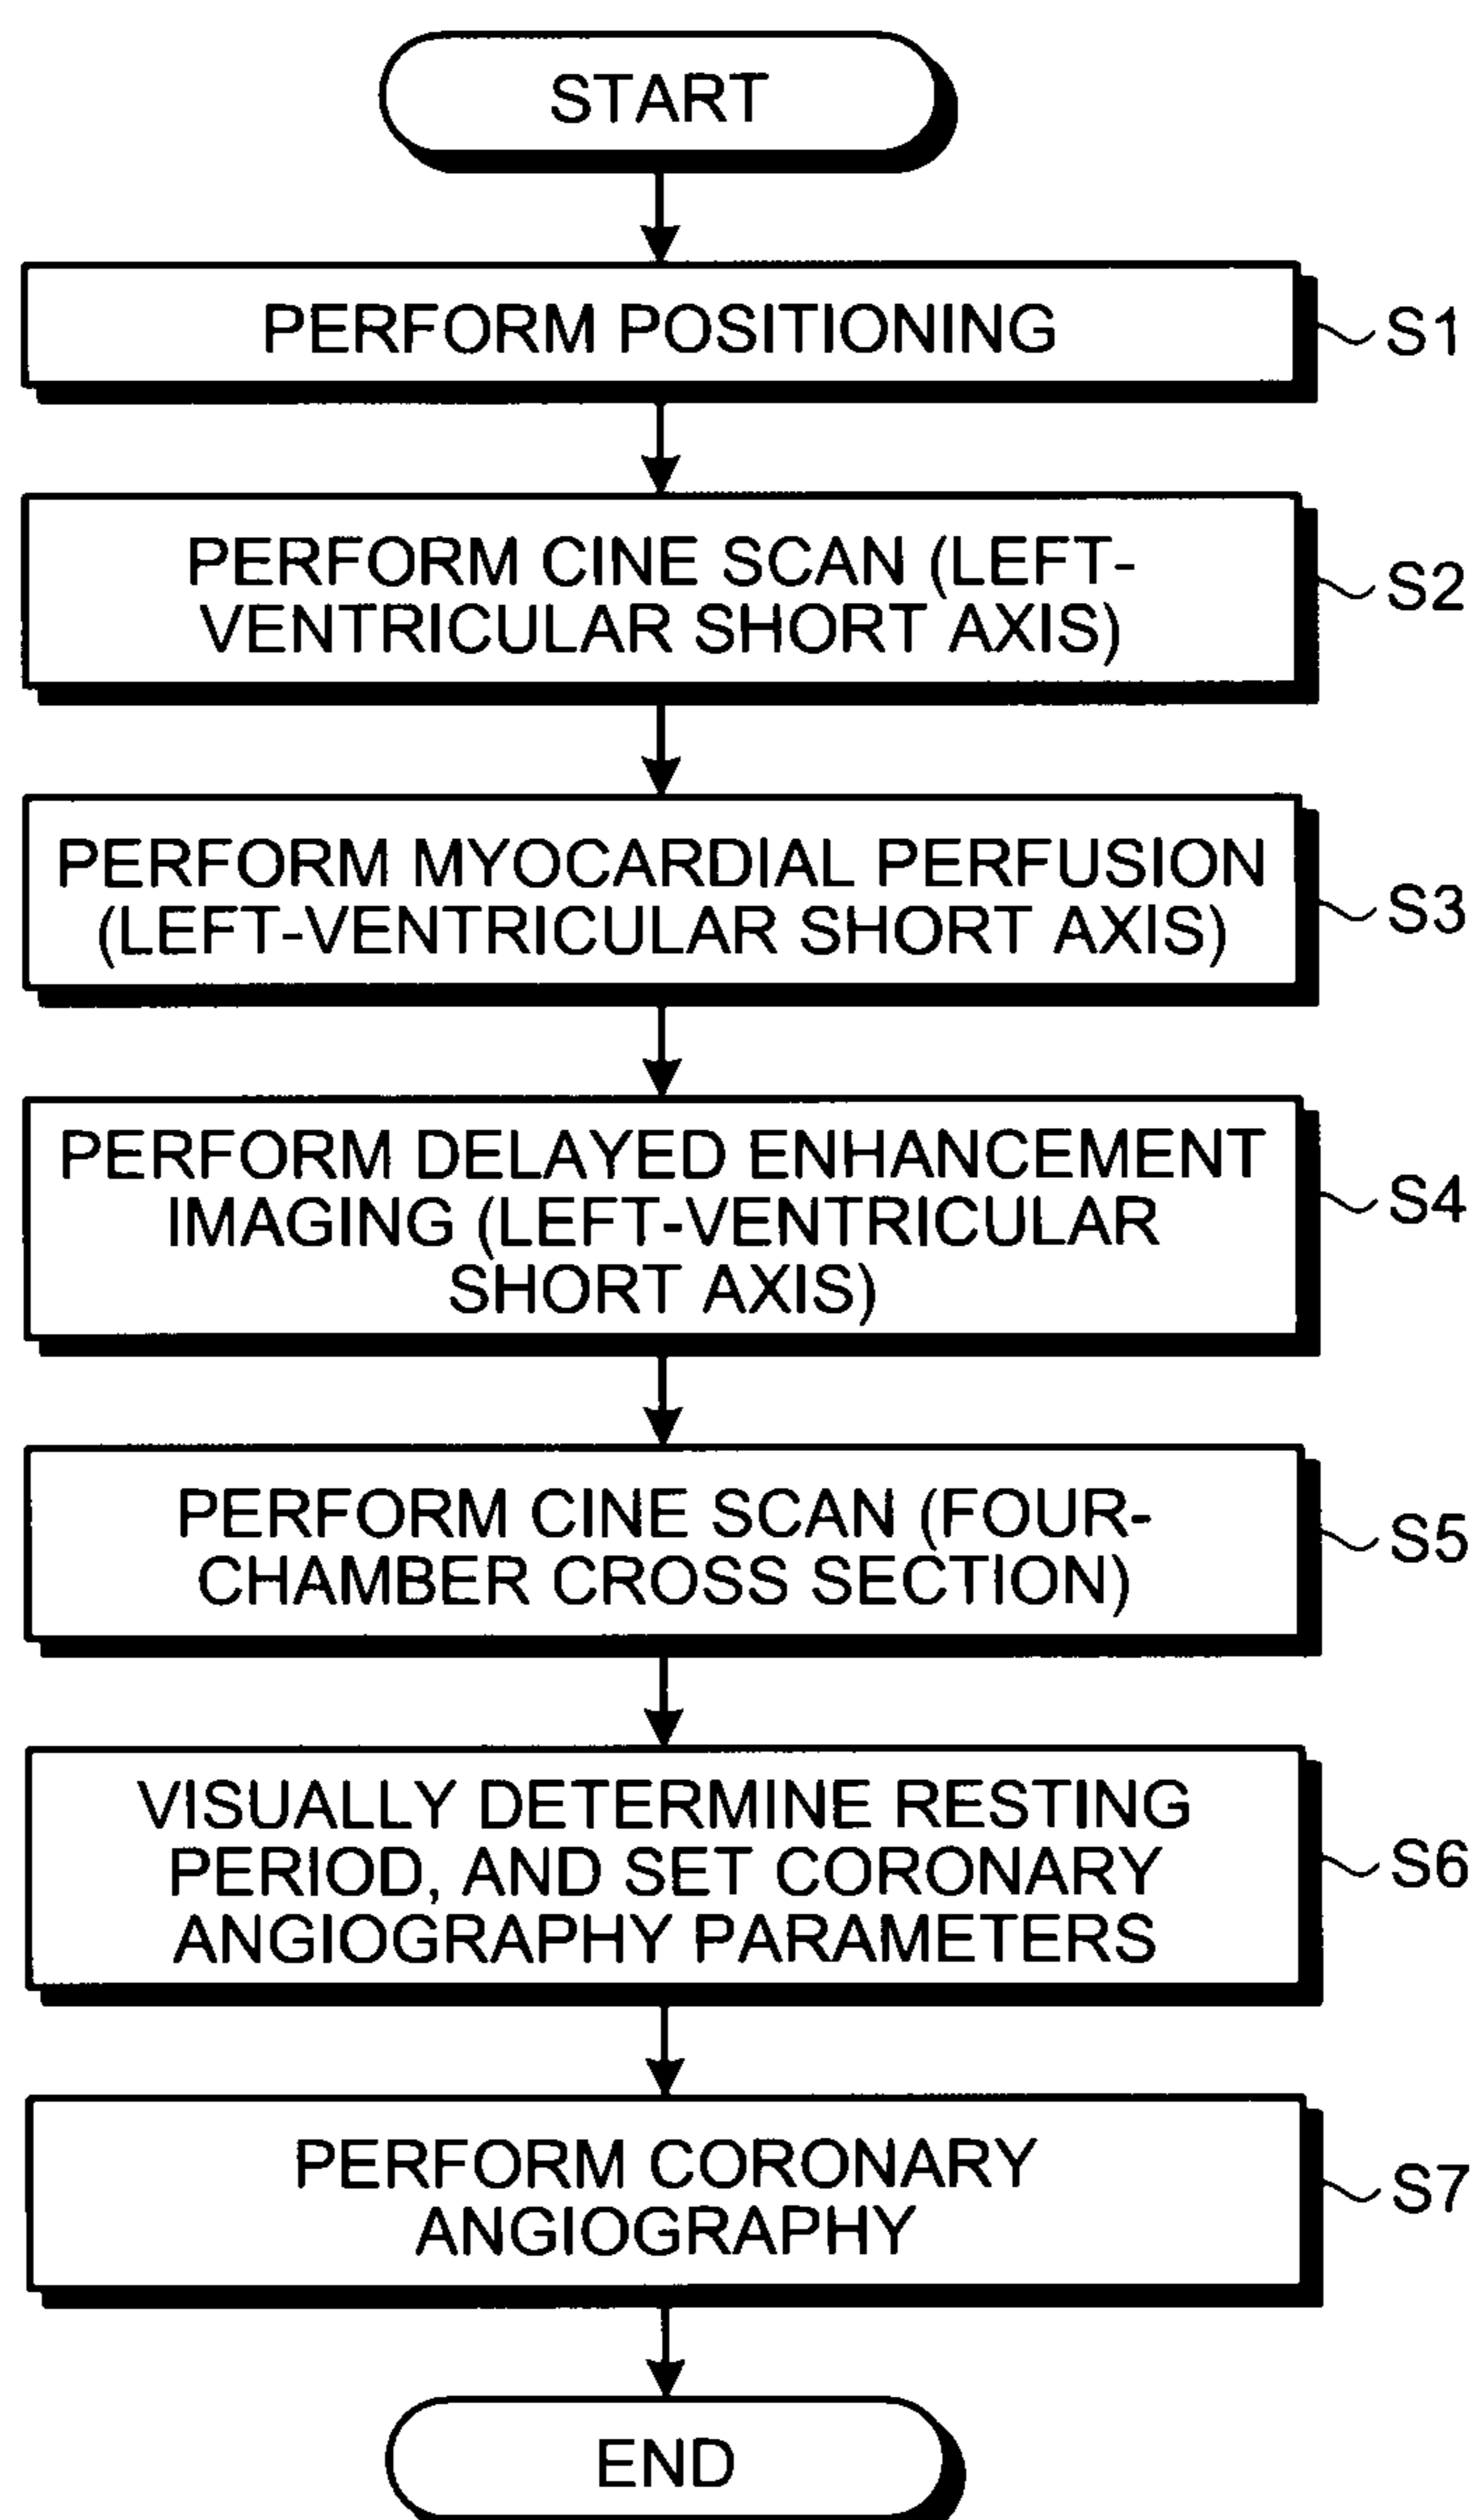 START
PERFORM POSITIONING
S1
PERFORM CINE SCAN (LEFT-
VENTRICULAR SHORT AXIS)
S2
PERFORM MYOCARDIAL PERFUSION
(LEFT-VENTRICULAR SHORT AXIS)
S3
PERFORM DELAYED ENHANCEMENT
IMAGING (LEFT-VENTRICULAR
SHORT AXIS)
S4
PERFORM CINE SCAN (FOUR-
CHAMBER CROSS SECTION)
S5
VISUALLY DETERMINE RESTING
PERIOD, AND SET CORONARY
ANGIOGRAPHY PARAMETERS
S6
PERFORM CORONARY
ANGIOGRAPHY
S7
END